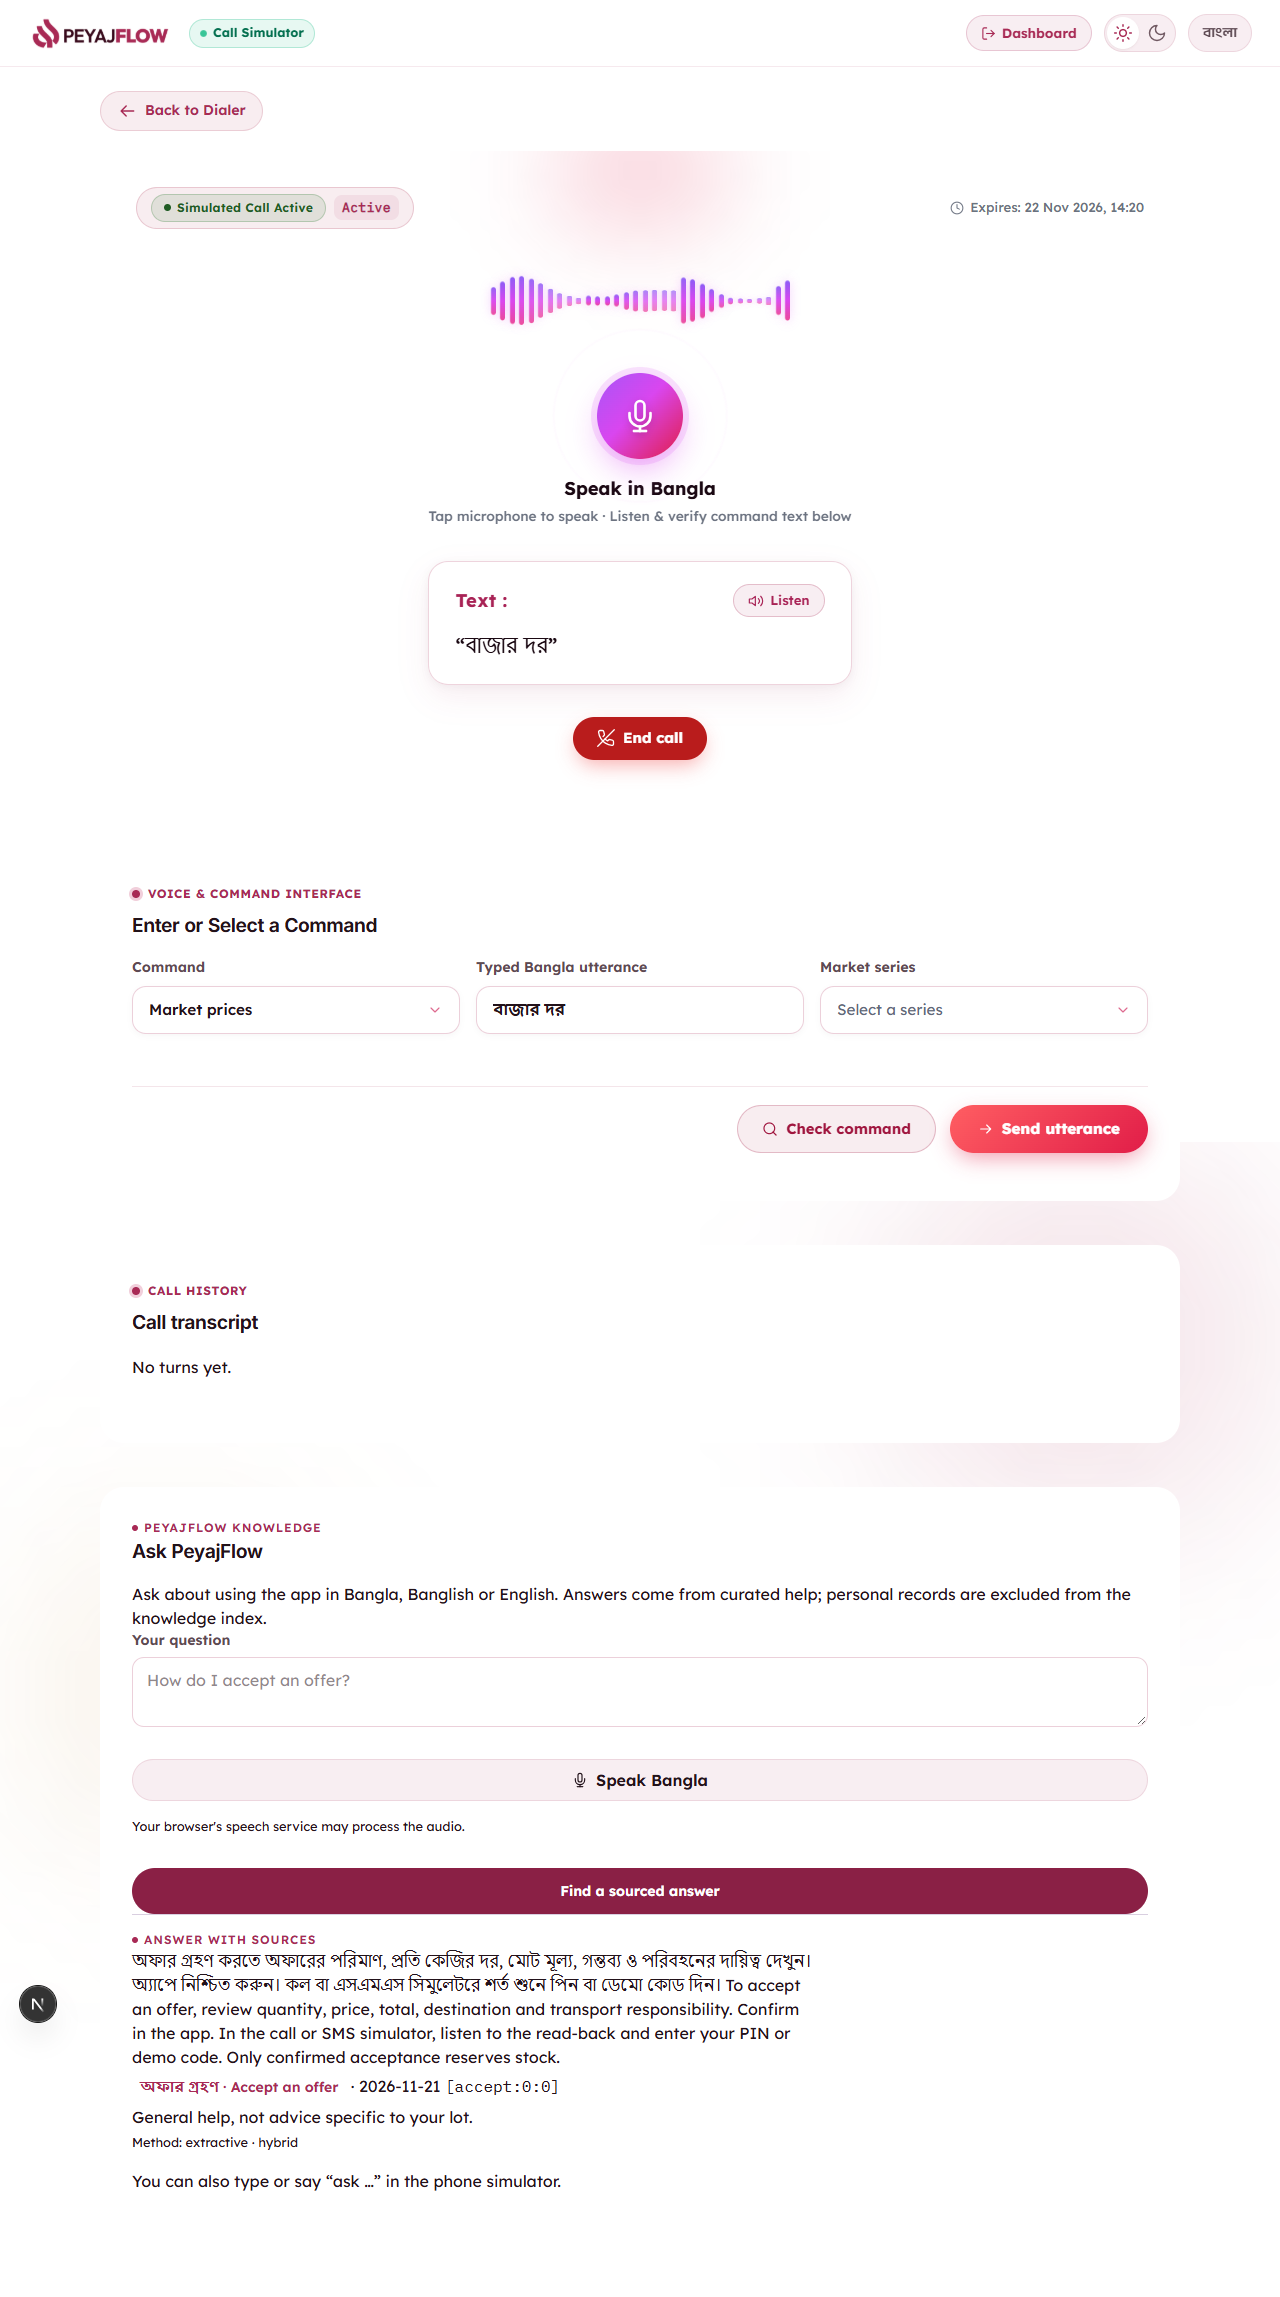 PEYAJFLOW
Call Simulator
Dashboard
বাংলা
Back to Dialer
Simulated Call Active Active
Expires: 22 Nov 2026, 14:20
Speak in Bangla
Tap microphone to speak · Listen & verify command text below
Text :
Listen
“বাজার দর”
End call
VOICE & COMMAND INTERFACE
Enter or Select a Command
Command
Typed Bangla utterance
Market series
Market prices
বাজার দর
Select a series
Check command
Send utterance
CALL HISTORY
Call transcript
No turns yet.
PEYAJFLOW KNOWLEDGE
Ask PeyajFlow
Ask about using the app in Bangla, Banglish or English. Answers come from curated help; personal records are excluded from the
knowledge index.
Your question
How do I accept an offer?
Speak Bangla
Your browser's speech service may process the audio.
Find a sourced answer
ANSWER WITH SOURCES
অফার গ্রহণ করতে অফারের পরিমাণ, প্রতি কেজির দর, মোট মূল্য, গন্তব্য ও পরিবহনের দায়িত্ব দেখুন।
অ্যাপে নিশ্চিত করুন। কল বা এসএমএস সিমুলেটরে শর্ত শুনে পিন বা ডেমো কোড দিন। To accept
an offer, review quantity, price, total, destination and transport responsibility. Confirm
in the app. In the call or SMS simulator, listen to the read-back and enter your PIN or
demo code. Only confirmed acceptance reserves stock.
অফার গ্রহণ · Accept an offer · 2026-11-21 [accept:0:0]
General help, not advice specific to your lot.
Method: extractive · hybrid
You can also type or say “ask …” in the phone simulator.
N